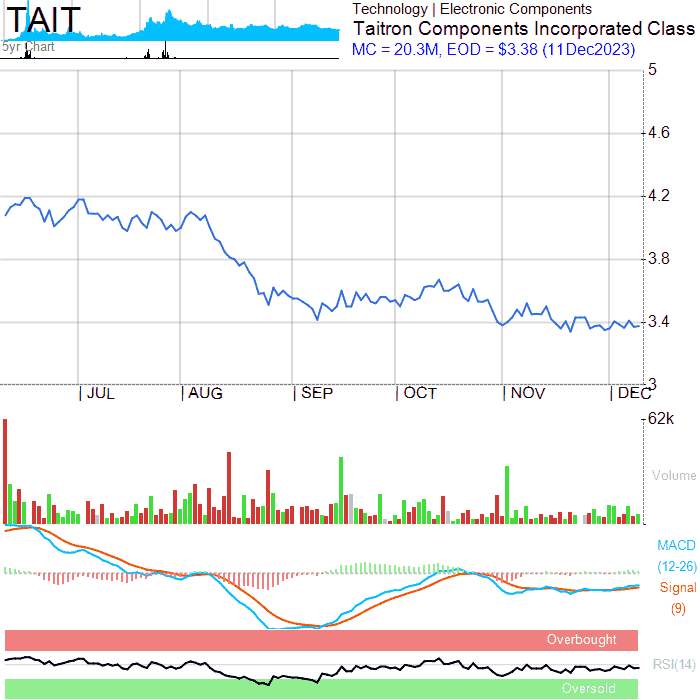 TAIT
5yr Chart
Technology | Electronic Components
Taitron Components Incorporated Class
MC = 20.3M, EOD = $3.38 (11Dec2023)
5
4.6
4.2
3.8
3.4
3
| JUL | AUG | SEP | OCT | NOV | DEC
62k
Volume
MACD
(12-26)
Signal
(9)
Overbought
RSI(14)
Oversold